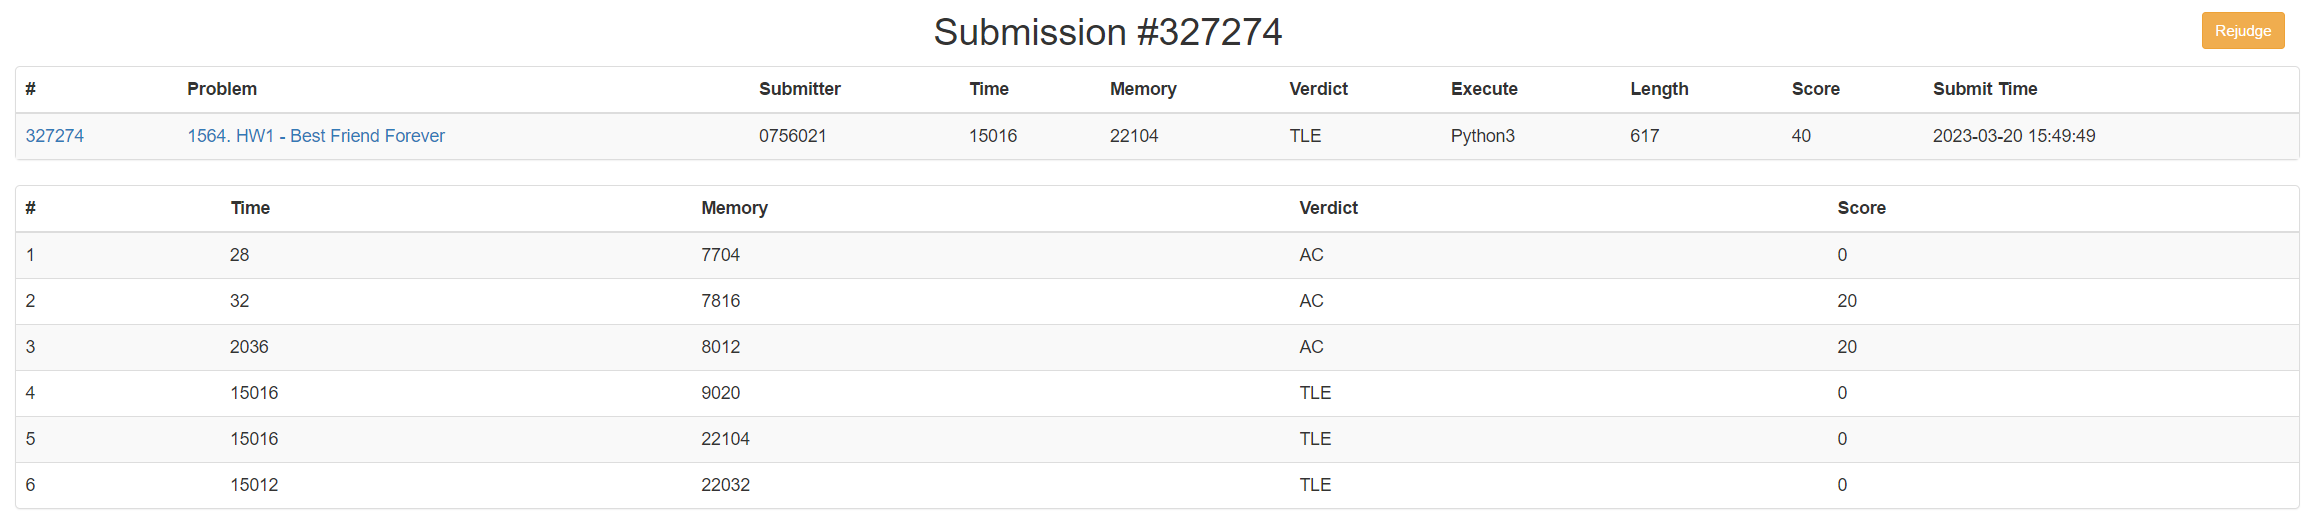 Submission #327274
Rejudge
# Problem Submitter Time Memory Verdict Execute Length Score Submit Time
327274 1564. HW1 - Best Friend Forever 0756021 15016 22104 TLE Python3 617 40 2023-03-20 15:49:49
# Time Memory Verdict Score
1 28 7704 AC 0
2 32 7816 AC 20
3 2036 8012 AC 20
4 15016 9020 TLE 0
5 15016 22104 TLE 0
6 15012 22032 TLE 0